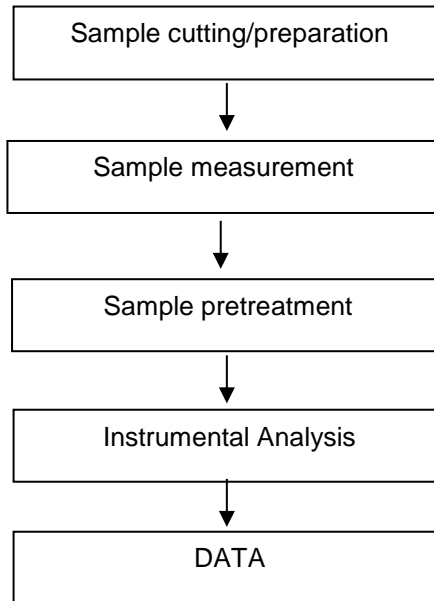 Sample cutting/preparation
Sample measurement
Sample pretreatment
Instrumental Analysis
DATA